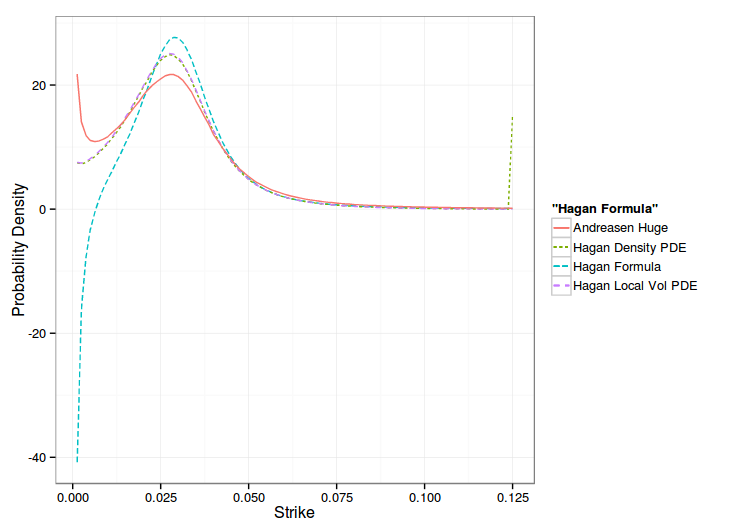 20
0
-20
-40
Probability Density
0.000 0.025 0.050 0.075 0.100 0.125
Strike
"Hagan Formula"
Andreasen Huge
Hagan Density PDE
Hagan Formula
Hagan Local Vol PDE